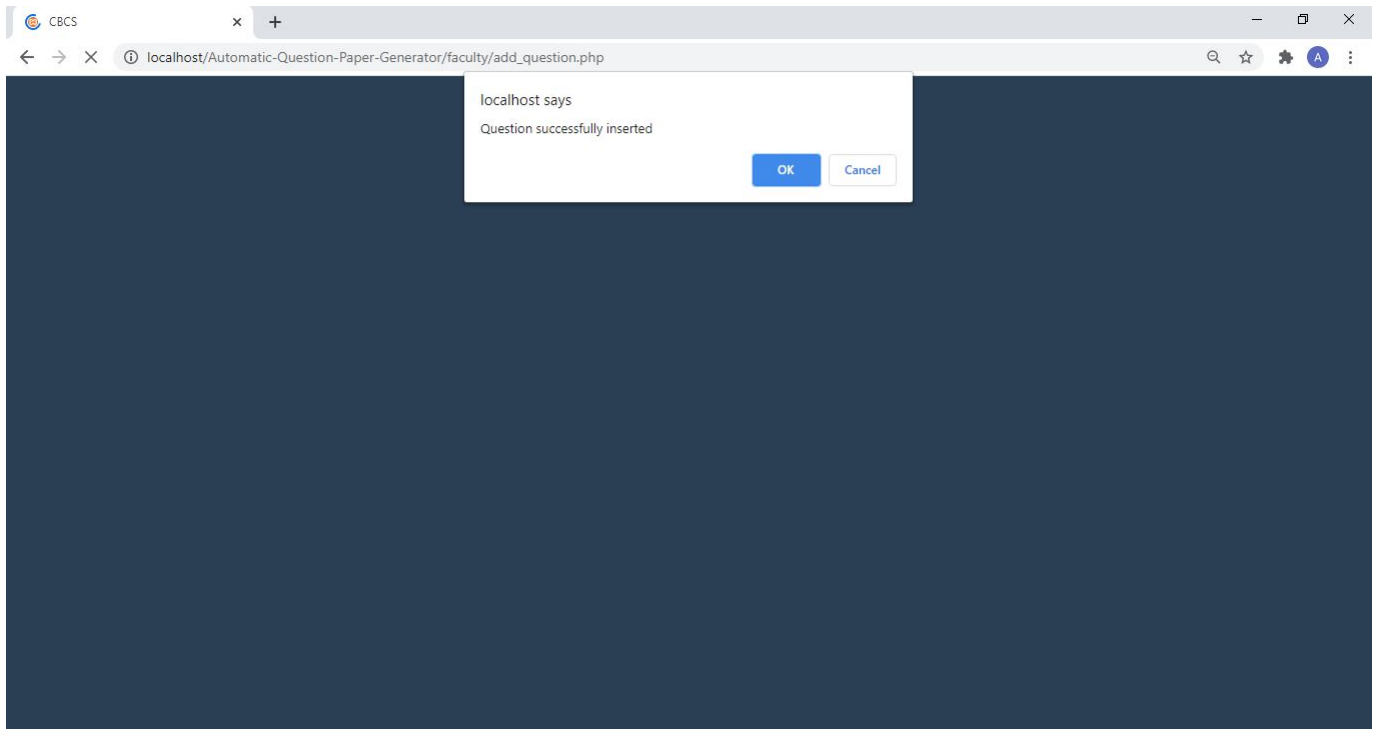 CBCS
localhost/Automatic-Question-Paper-Generator/faculty/add_question.php
A
localhost says
Question successfully inserted
OK Cancel